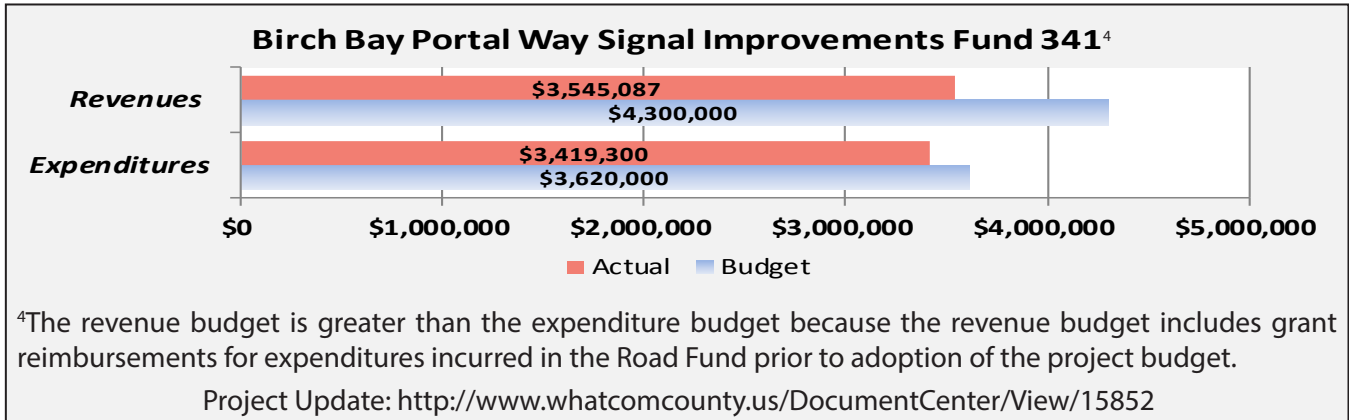 Birch Bay Portal Way Signal Improvements Fund 341⁴
Revenues
$3,545,087
$4,300,000
Expenditures
$3,419,300
$3,620,000
$0 $1,000,000 $2,000,000 $3,000,000 $4,000,000 $5,000,000
Actual Budget
⁴The revenue budget is greater than the expenditure budget because the revenue budget includes grant
reimbursements for expenditures incurred in the Road Fund prior to adoption of the project budget.
Project Update: http://www.whatcomcounty.us/DocumentCenter/View/15852